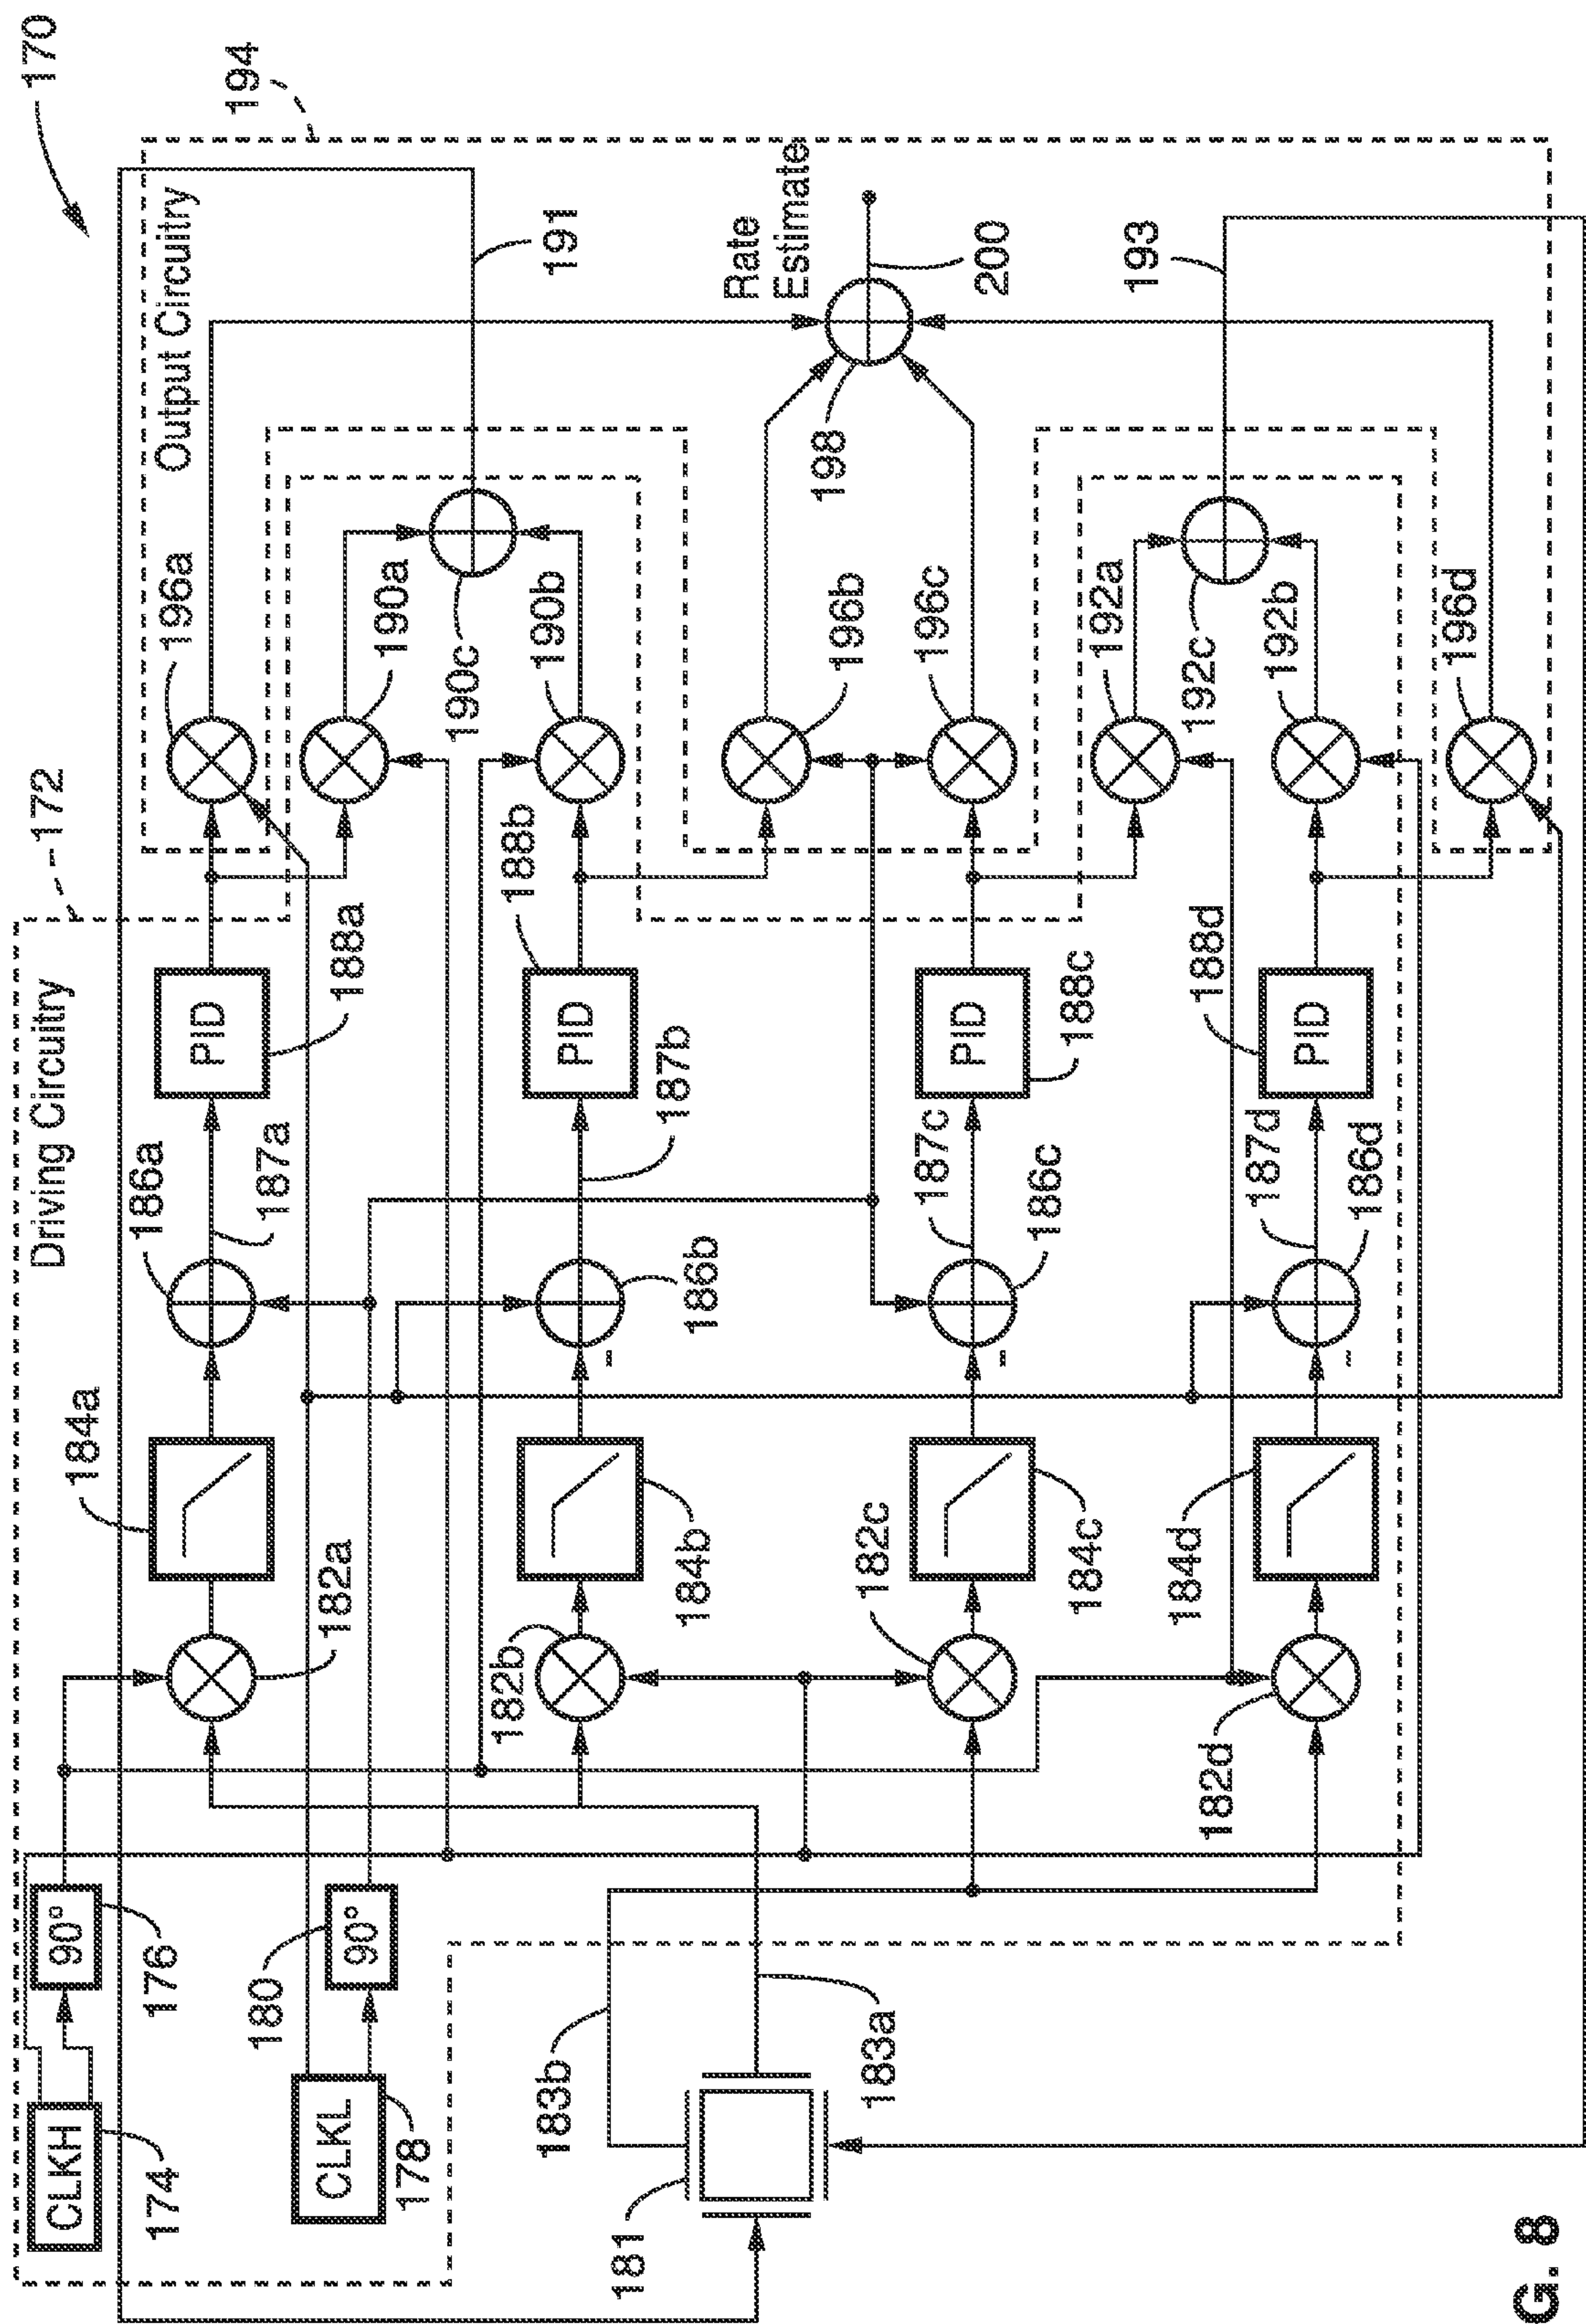 170
194
Output Circuitry
191
Rate
Estimate
200
193
198
196a
190a
190c
190b
196b
196c
192a
192c
192b
196d
172
Driving Circuitry
188a
PID
188b
PID
188c
PID
188d
PID
186a
187a
187b
186b
-
187c
186c
-
187d
186d
-
184a
182a
184b
182b
184c
182c
184d
182d
90°
176
90°
180
CLKH
174
CLKL
178
183b
183a
181
G. 8